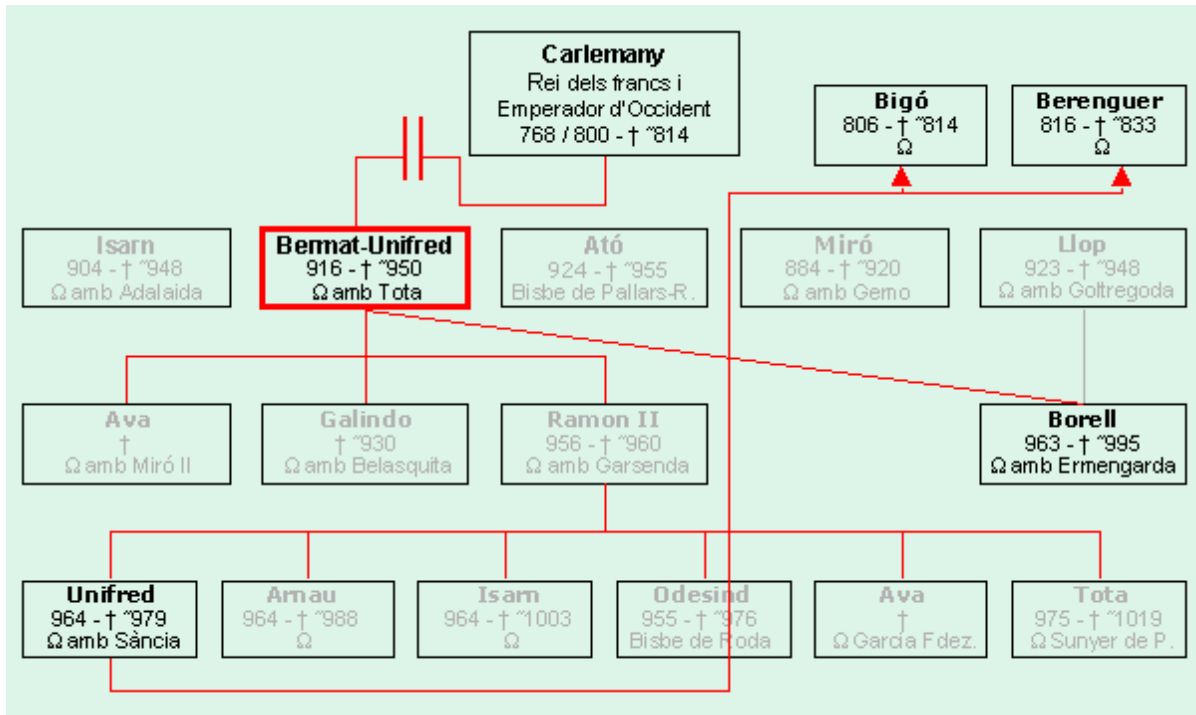 Carlemany
Rei dels francs i
Emperador d'Occident
768 / 800 - † ~814
Bigó
806 - † ~814
Ω
Berenguer
816 - † ~833
Ω
Isarn
904 - † ~948
Ω amb Adalaida
Bernat-Unifred
916 - † ~950
Ω amb Tota
Ató
924 - † ~955
Bisbe de Pallars-R.
Miró
884 - † ~920
Ω amb Gemo
Llop
923 - † ~948
Ω amb Goltregoda
Ava
†
Ω amb Miró II
Galindo
† ~930
Ω amb Belasquita
Ramon II
956 - † ~960
Ω amb Garsenda
Borell
963 - † ~995
Ω amb Ermengarda
Unifred
964 - † ~979
Ω amb Sància
Arnau
964 - † ~988
Ω
Isarn
964 - † ~1003
Ω
Odesind
955 - † ~976
Bisbe de Roda
Ava
†
Ω García Fdez.
Tota
975 - † ~1019
Ω Sunyer de P.